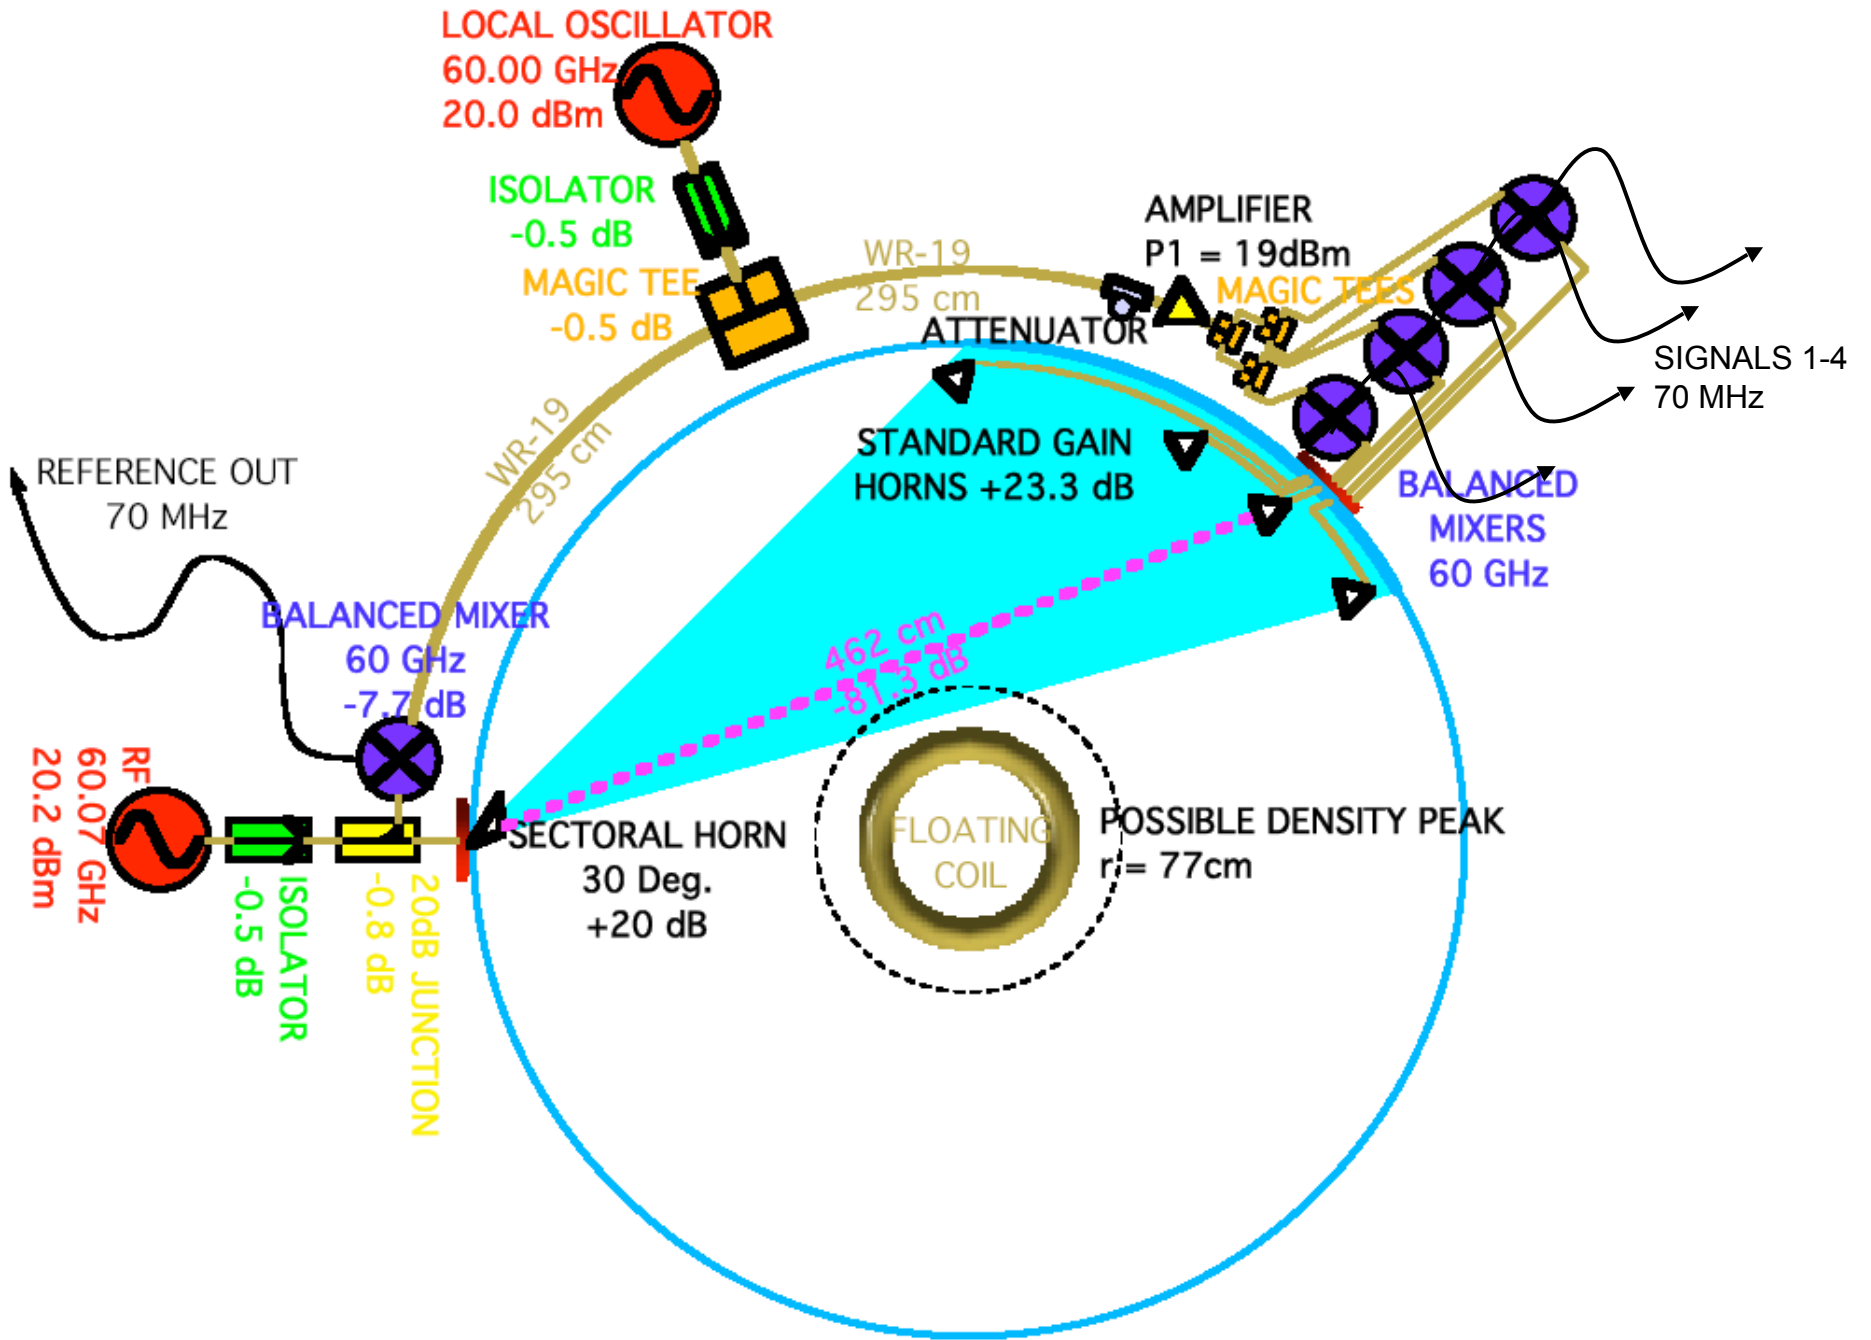 LOCAL OSCILLATOR
60.00 GHz
20.0 dBm
ISOLATOR
-0.5 dB
MAGIC TEE
-0.5 dB
WR-19
295 cm
AMPLIFIER
P1 = 19dBm
MAGIC TEES
ATTENUATOR
SIGNALS 1-4
70 MHz
WR-19
295 cm
STANDARD GAIN
HORNS +23.3 dB
BALANCED
MIXERS
60 GHz
REFERENCE OUT
70 MHz
BALANCED MIXER
60 GHz
-7.7 dB
462 cm
-81.3 dB
RF
60.07 GHz
20.2 dBm
SECTORAL HORN
30 Deg.
+20 dB
FLOATING
COIL
POSSIBLE DENSITY PEAK
r = 77cm
ISOLATOR
-0.5 dB
20dB JUNCTION
-0.8 dB